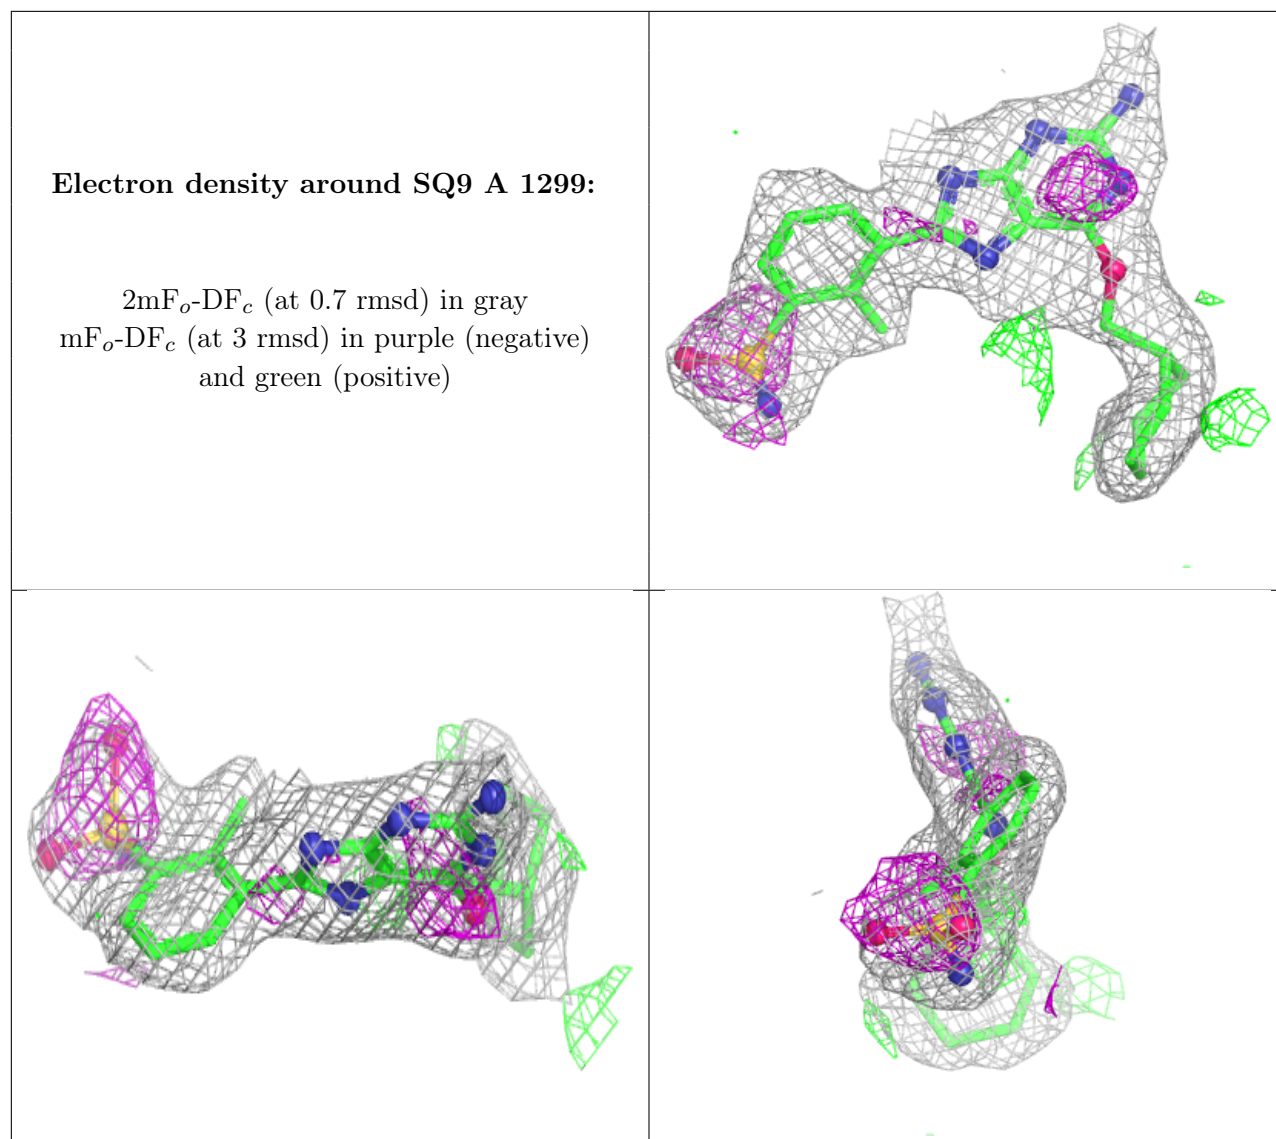 Electron density around SQ9 A 1299:
2mFo-DFc (at 0.7 rmsd) in gray
mFo-DFc (at 3 rmsd) in purple (negative)
and green (positive)